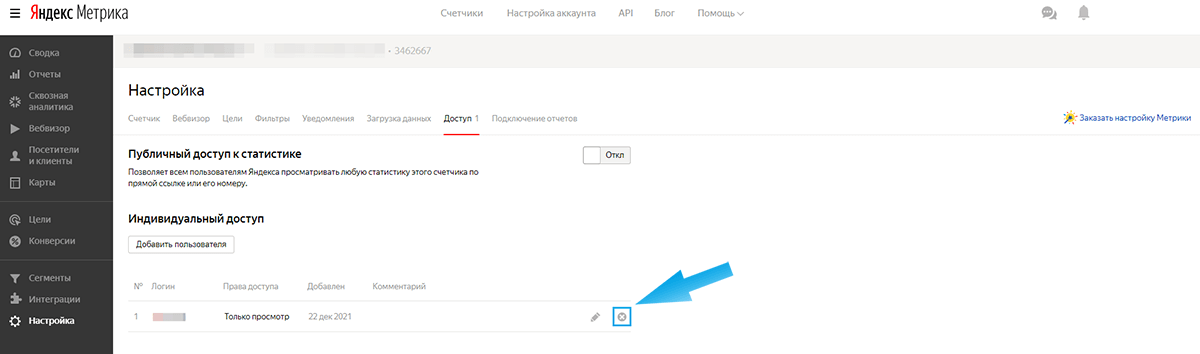 Яндекс Метрика
Счетчики Настройка аккаунта API Блог Помощь
Сводка
Отчеты
Сквозная
аналитика
Вебвизор
Посетители
и клиенты
Карты
Цели
Конверсии
Сегменты
Интеграции
Настройка
• 3462667
Настройка
Счетчик Вебвизор Цели Фильтры Уведомления Загрузка данных Доступ 1 Подключение отчетов
Заказать настройку Метрики
Публичный доступ к статистике
Откл
Позволяет всем пользователям Яндекса просматривать любую статистику этого счетчика по
прямой ссылке или его номеру.
Индивидуальный доступ
Добавить пользователя
№ Логин Права доступа Добавлен Комментарий
1 Только просмотр 22 дек 2021